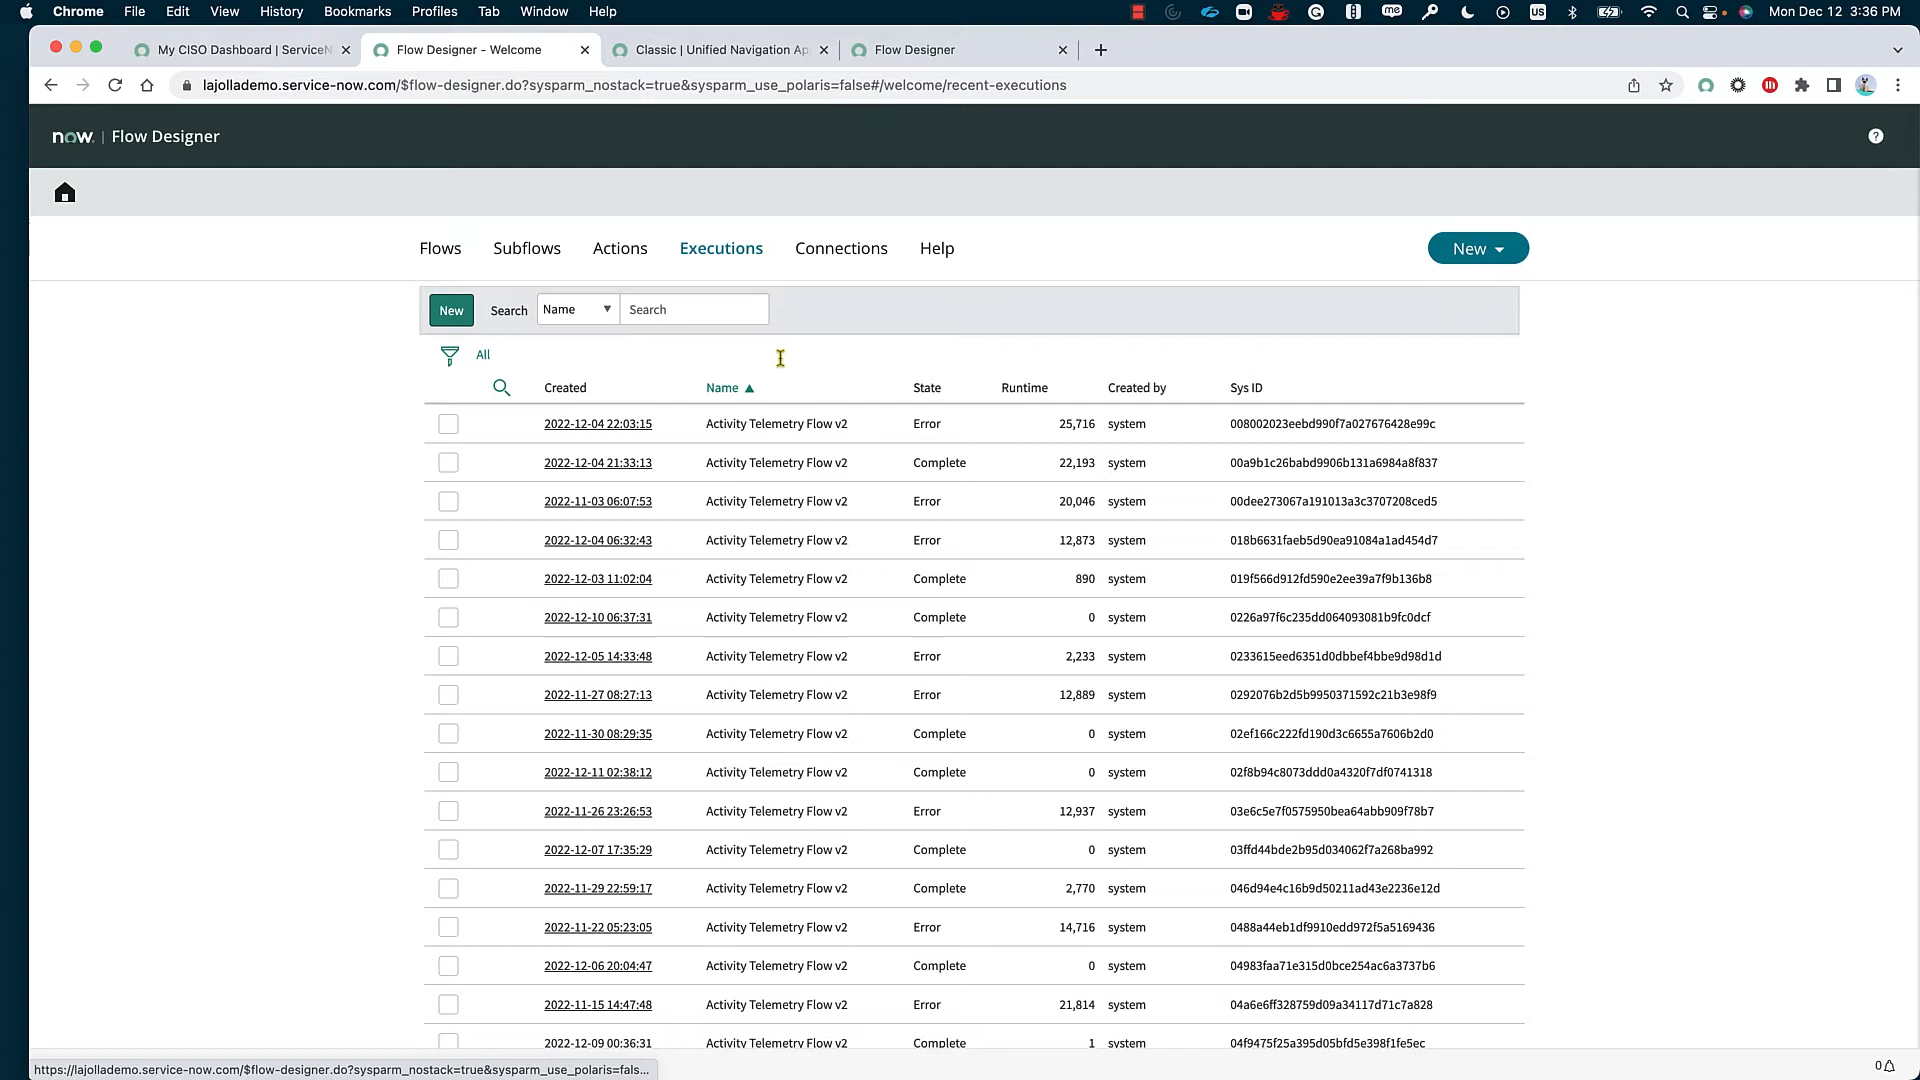 Chrome File Edit View History Bookmarks Profiles Tab Window Help me US Mon Dec 12 3:36 PM
My CISO Dashboard | ServiceN Flow Designer - Welcome Classic | Unified Navigation Ap Flow Designer
lajollademo.service-now.com/$flow-designer.do?sysparm_nostack=true&sysparm_use_polaris=false#/welcome/recent-executions
now. | Flow Designer
Flows Subflows Actions Executions Connections Help New
New Search Name Search
All
Created Name State Runtime Created by Sys ID
2022-12-04 22:03:15 Activity Telemetry Flow v2 Error 25,716 system 008002023eebd990f7a027676428e99c
2022-12-04 21:33:13 Activity Telemetry Flow v2 Complete 22,193 system 00a9b1c26babd9906b131a6984a8f837
2022-11-03 06:07:53 Activity Telemetry Flow v2 Error 20,046 system 00dee273067a191013a3c3707208ced5
2022-12-04 06:32:43 Activity Telemetry Flow v2 Error 12,873 system 018b6631faeb5d90ea91084a1ad454d7
2022-12-03 11:02:04 Activity Telemetry Flow v2 Complete 890 system 019f566d912fd590e2ee39a7f9b136b8
2022-12-10 06:37:31 Activity Telemetry Flow v2 Complete 0 system 0226a97f6c235dd064093081b9fc0dcf
2022-12-05 14:33:48 Activity Telemetry Flow v2 Error 2,233 system 0233615eed6351d0dbbef4bbe9d98d1d
2022-11-27 08:27:13 Activity Telemetry Flow v2 Error 12,889 system 0292076b2d5b9950371592c21b3e98f9
2022-11-30 08:29:35 Activity Telemetry Flow v2 Complete 0 system 02ef166c222fd190d3c6655a7606b2d0
2022-12-11 02:38:12 Activity Telemetry Flow v2 Complete 0 system 02f8b94c8073ddd0a4320f7df0741318
2022-11-26 23:26:53 Activity Telemetry Flow v2 Error 12,937 system 03e6c5e7f0575950bea64abb909f78b7
2022-12-07 17:35:29 Activity Telemetry Flow v2 Complete 0 system 03ffd44bde2b95d034062f7a268ba992
2022-11-29 22:59:17 Activity Telemetry Flow v2 Complete 2,770 system 046d94e4c16b9d50211ad43e2236e12d
2022-11-22 05:23:05 Activity Telemetry Flow v2 Error 14,716 system 0488a44eb1df9910edd972f5a5169436
2022-12-06 20:04:47 Activity Telemetry Flow v2 Complete 0 system 04983faa71e315d0bce254ac6a3737b6
2022-11-15 14:47:48 Activity Telemetry Flow v2 Error 21,814 system 04a6e6ff328759d09a34117d71c7a828
2022-12-09 00:36:31 Activity Telemetry Flow v2 Complete 1 system 04f9475f25a395d05bfd5e398f1fe5ec
https://lajollademo.service-now.com/$flow-designer.do?sysparm_nostack=true&sysparm_use_polaris=fals... 0